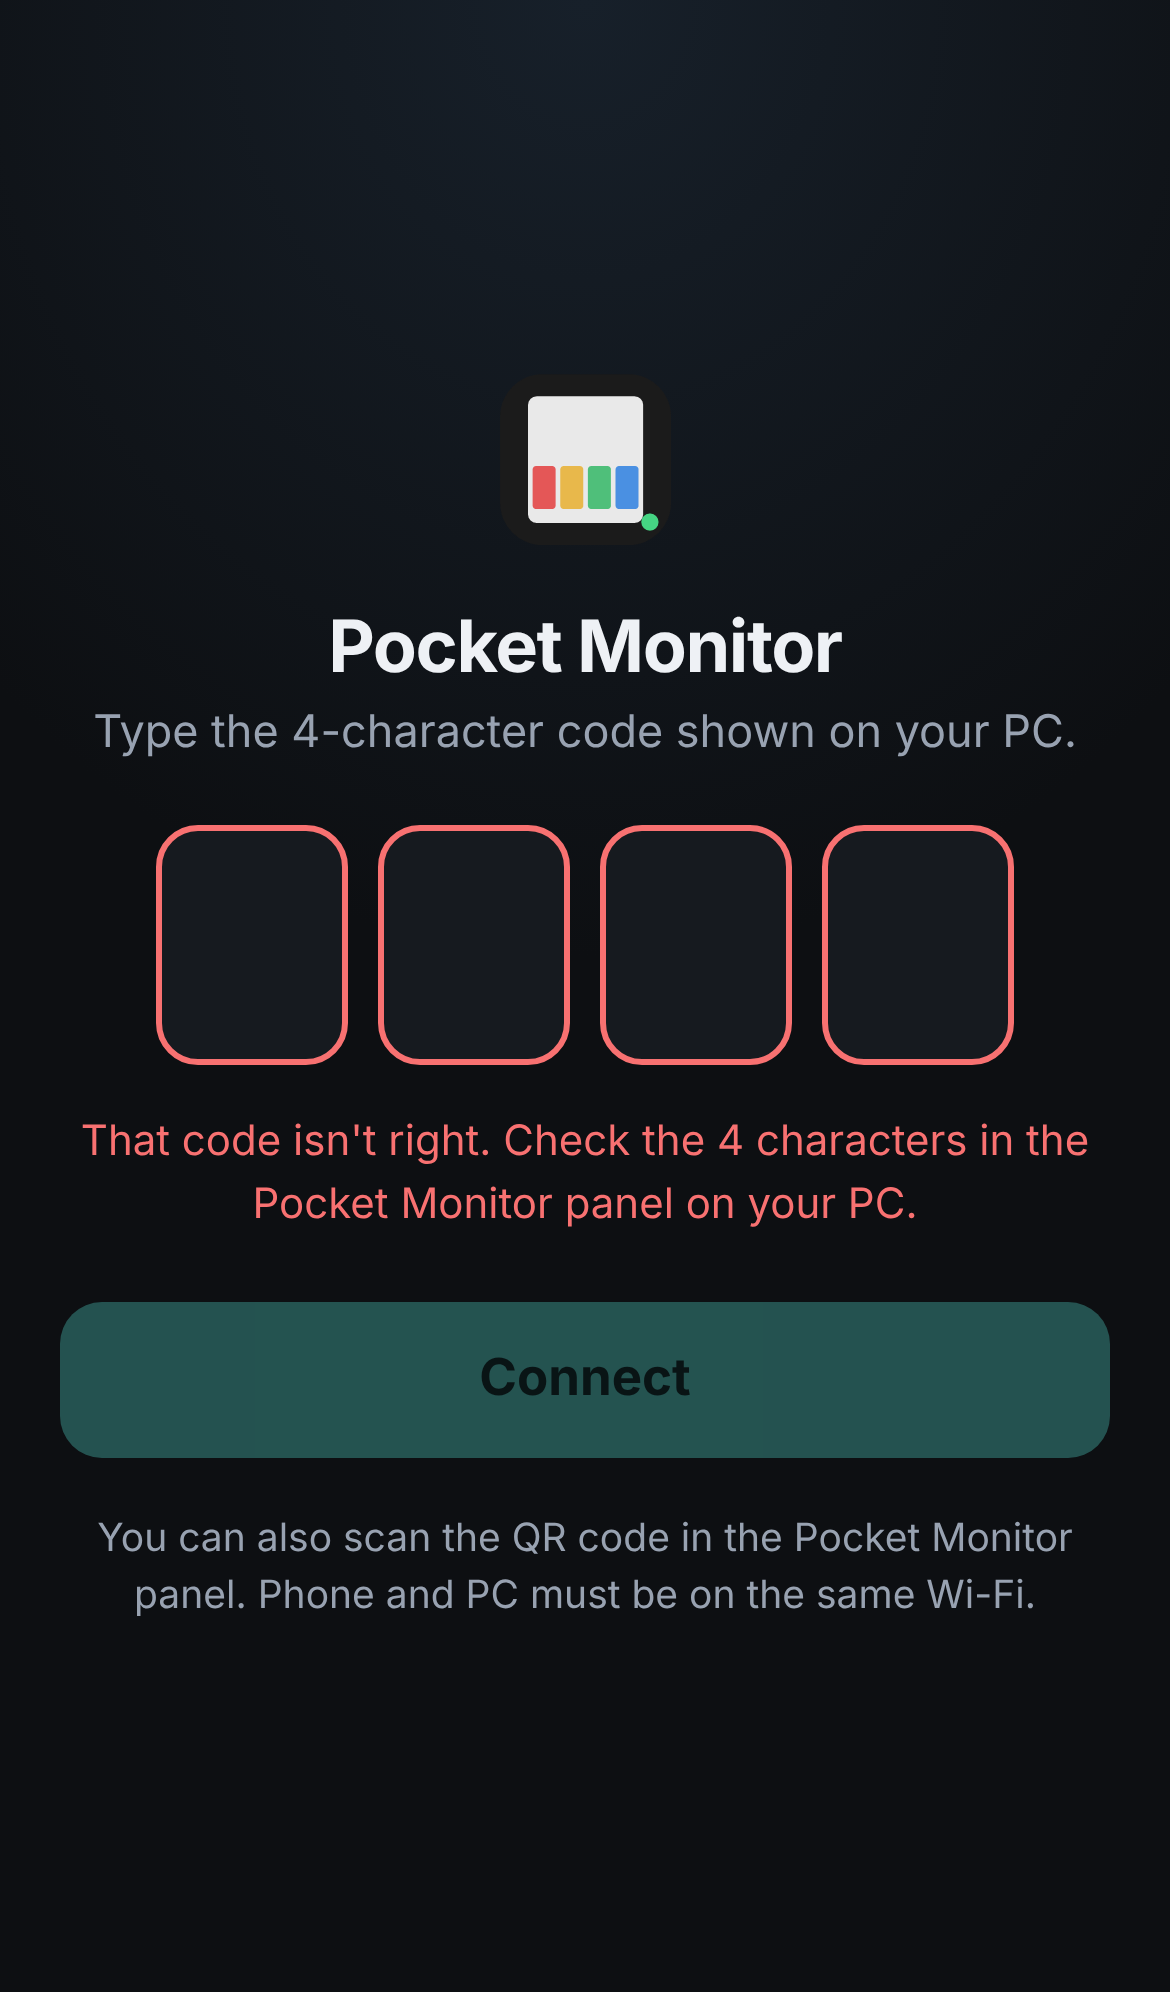 Pocket Monitor
Type the 4-character code shown on your PC.
That code isn't right. Check the 4 characters in the
Pocket Monitor panel on your PC.
Connect
You can also scan the QR code in the Pocket Monitor
panel. Phone and PC must be on the same Wi-Fi.